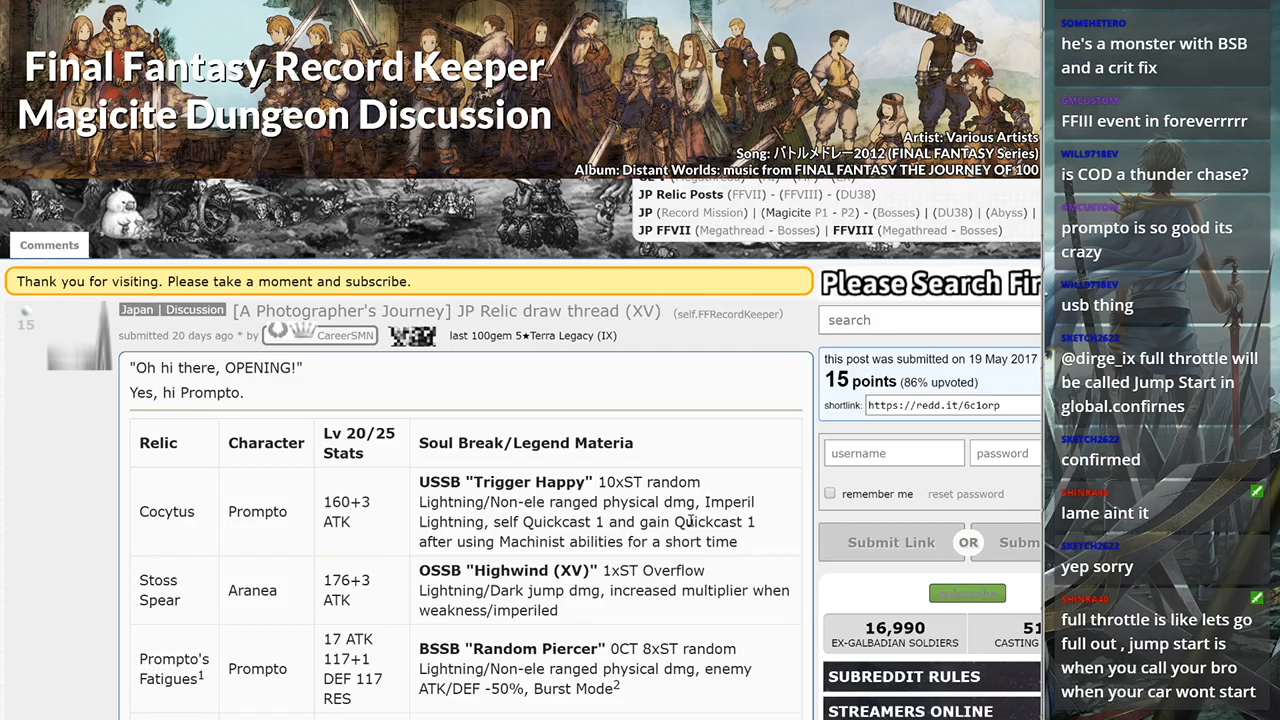 Final Fantasy Record Keeper
Magicite Dungeon Discussion
Artist: Various Artists
Song: バトルメドレー2012 (FINAL FANTASY Series)
Album: Distant Worlds: music from FINAL FANTASY THE JOURNEY OF 100
JP Relic Posts (FFVII) - (FFVIII) - (DU38)
JP (Record Mission) | (Magicite P1 - P2) - (Bosses) | (DU38) | (Abyss) |
JP FFVII (Megathread - Bosses) | FFVIII (Megathread - Bosses)
Comments
Thank you for visiting. Please take a moment and subscribe.
Please Search Fir
15
Japan | Discussion [A Photographer's Journey] JP Relic draw thread (XV) (self.FFRecordKeeper)
submitted 20 days ago * by CareerSMN last 100gem 5★Terra Legacy (IX)
search
"Oh hi there, OPENING!"
Yes, hi Prompto.
this post was submitted on 19 May 2017
15 points (86% upvoted)
shortlink: https://redd.it/6c1orp
Relic Character Lv 20/25 Stats Soul Break/Legend Materia
Cocytus Prompto 160+3 ATK
USSB "Trigger Happy" 10xST random
Lightning/Non-ele ranged physical dmg, Imperil
Lightning, self Quickcast 1 and gain Quickcast 1
after using Machinist abilities for a short time
Stoss Spear Aranea 176+3 ATK
OSSB "Highwind (XV)" 1xST Overflow
Lightning/Dark jump dmg, increased multiplier when
weakness/imperiled
Prompto's Fatigues1 Prompto 17 ATK 117+1 DEF 117 RES
BSSB "Random Piercer" 0CT 8xST random
Lightning/Non-ele ranged physical dmg, enemy
ATK/DEF -50%, Burst Mode2
username password
remember me reset password
Submit Link OR Subm
16,990 51
EX-GALBADIAN SOLDIERS CASTING
SUBREDDIT RULES
STREAMERS ONLINE
SOMEHETERO
he's a monster with BSB
and a crit fix
GMCUSTOM
FFIII event in foreverrrrr
WILL9718EV
is COD a thunder chase?
GMCUSTOM
prompto is so good its
crazy
WILL9718EV
usb thing
SKETCH2622
@dirge_ix full throttle will
be called Jump Start in
global.confirnes
SKETCH2622
confirmed
SHINRA40
lame aint it
SKETCH2622
yep sorry
SHINRA40
full throttle is like lets go
full out , jump start is
when you call your bro
when your car wont start